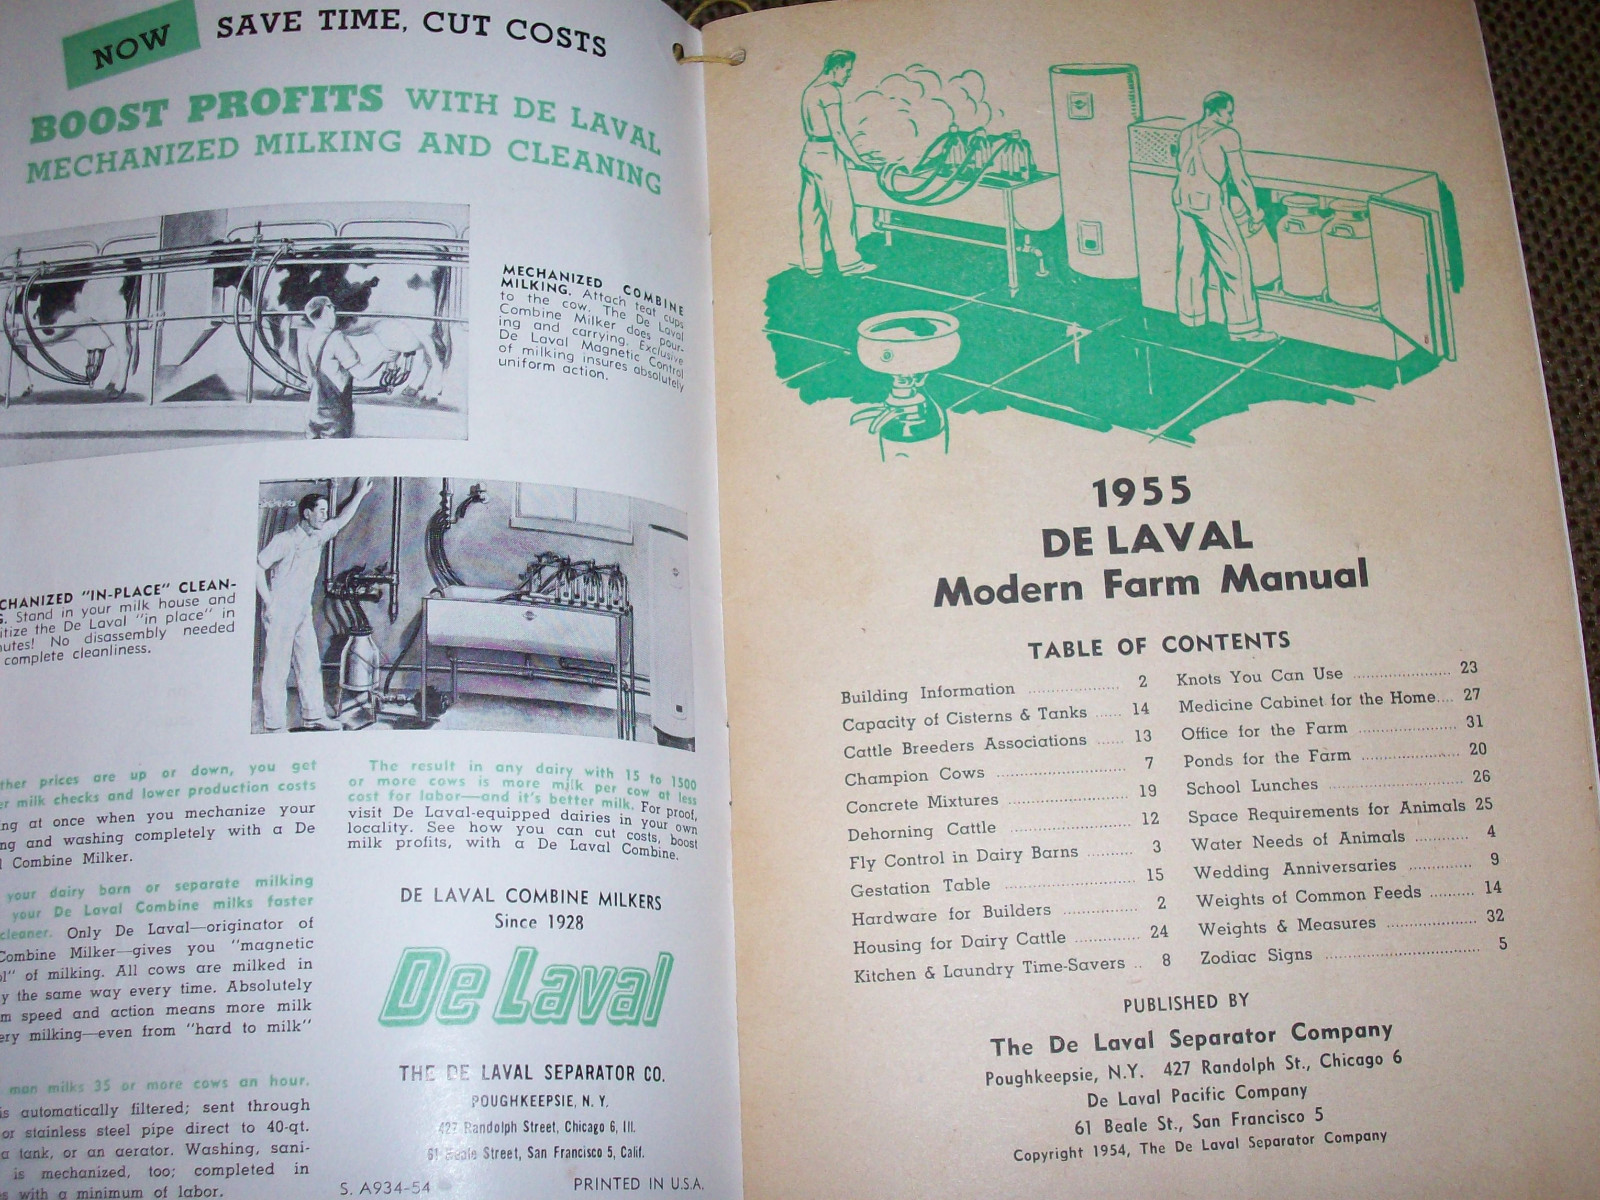 NOW SAVE TIME, CUT COSTS
BOOST PROFITS WITH DE LAVAL
MECHANIZED MILKING AND CLEANING
MECHANIZED COMBINE
MILKING. Attach teat cups
to the cow. The De Laval
Combine Milker does pour-
ing and carrying. Exclusive
De Laval Magnetic Control
of milking insures absolutely
uniform action.
CHANIZED "IN-PLACE" CLEAN-
G. Stand in your milk house and
itize the De Laval "in place" in
nutes! No disassembly needed
complete cleanliness.
ther prices are up or down, you get
er milk checks and lower production costs
ng at once when you mechanize your
ng and washing completely with a De
l Combine Milker.
your dairy barn or separate milking
your De Laval Combine milks faster
cleaner. Only De Laval—originator of
Combine Milker—gives you "magnetic
ol" of milking. All cows are milked in
y the same way every time. Absolutely
m speed and action means more milk
ery milking—even from "hard to milk"
man milks 35 or more cows an hour.
is automatically filtered; sent through
or stainless steel pipe direct to 40-qt.
a tank, or an aerator. Washing, sani-
is mechanized, too; completed in
es with a minimum of labor.
The result in any dairy with 15 to 1500
or more cows is more milk per cow at less
cost for labor—and it's better milk. For proof,
visit De Laval-equipped dairies in your own
locality. See how you can cut costs, boost
milk profits, with a De Laval Combine.
DE LAVAL COMBINE MILKERS
Since 1928
De Laval
THE DE LAVAL SEPARATOR CO.
POUGHKEEPSIE, N. Y.
427 Randolph Street, Chicago 6, Ill.
61 Beale Street, San Francisco 5, Calif.
S. A934-54 PRINTED IN U.S.A.
1955
DE LAVAL
Modern Farm Manual
TABLE OF CONTENTS
Building Information .................... 2
Capacity of Cisterns & Tanks ...... 14
Cattle Breeders Associations ...... 13
Champion Cows ............................ 7
Concrete Mixtures .......................... 19
Dehorning Cattle ........................... 12
Fly Control in Dairy Barns .......... 3
Gestation Table ............................. 15
Hardware for Builders ................ 2
Housing for Dairy Cattle ............. 24
Kitchen & Laundry Time-Savers .. 8
Knots You Can Use ...................... 23
Medicine Cabinet for the Home.... 27
Office for the Farm ...................... 31
Ponds for the Farm ...................... 20
School Lunches .............................. 26
Space Requirements for Animals 25
Water Needs of Animals .............. 4
Wedding Anniversaries .............. 9
Weights of Common Feeds .......... 14
Weights & Measures .................... 32
Zodiac Signs .................................. 5
PUBLISHED BY
The De Laval Separator Company
Poughkeepsie, N.Y. 427 Randolph St., Chicago 6
De Laval Pacific Company
61 Beale St., San Francisco 5
Copyright 1954, The De Laval Separator Company